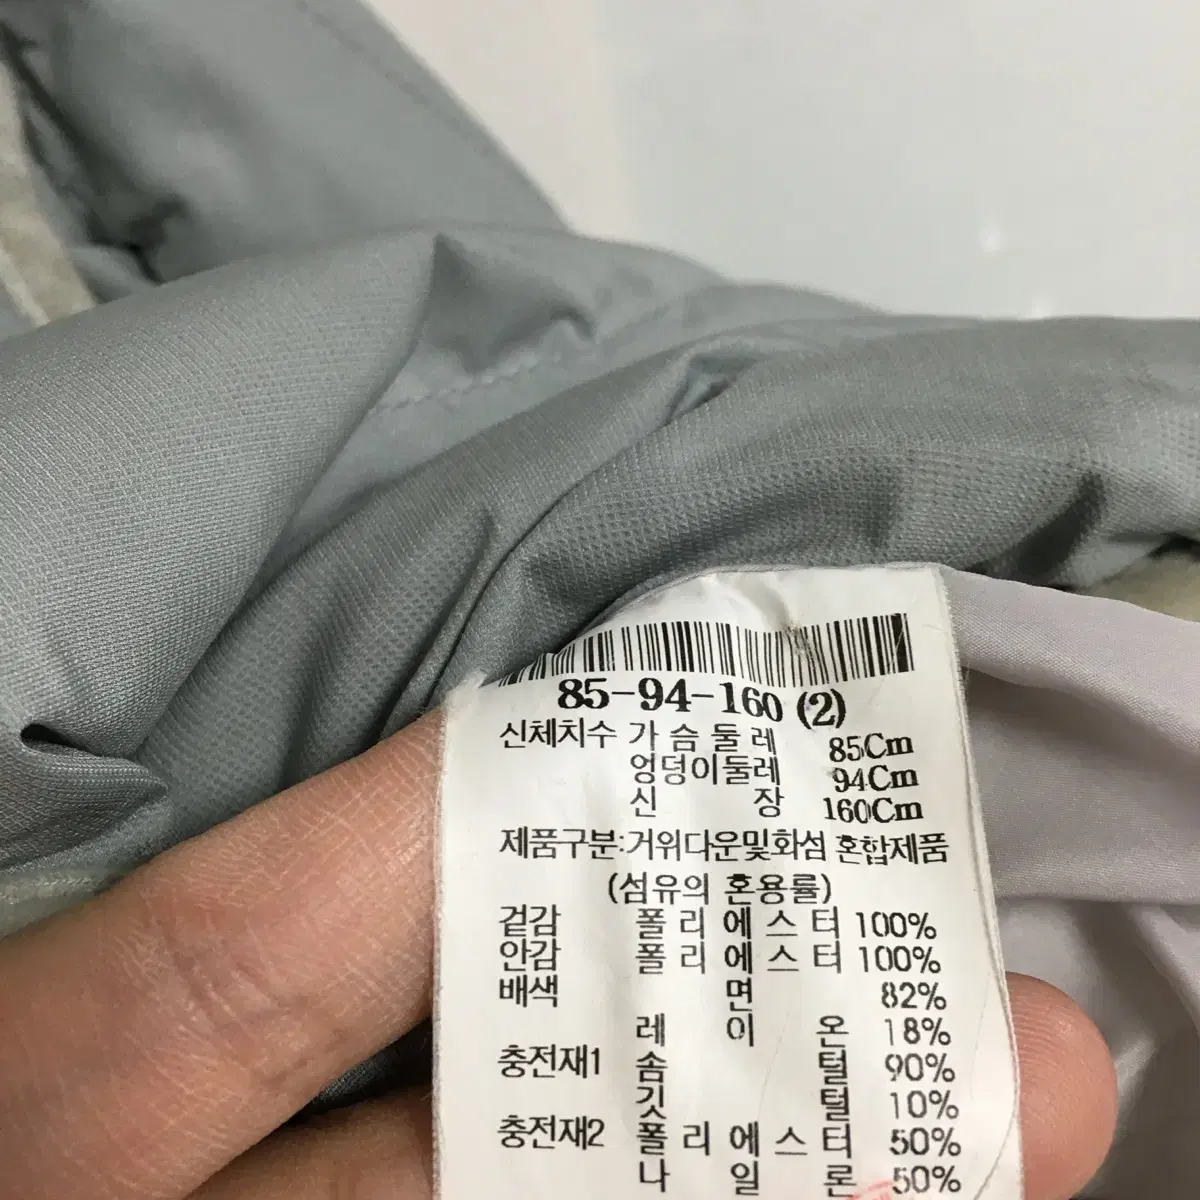 85-94-160 (2)
신체치수 가슴둘레 85Cm
엉덩이둘레 94Cm
신 장 160Cm
제품구분:거위다운및화섬 혼합제품
(섬유의 혼용률)
겉감 폴리에스터 100%
안감 폴리에스터 100%
배색 면 82%
레이온 18%
충전재1 솜털 90%
깃털 10%
충전재2 폴리에스터 50%
나일론 50%